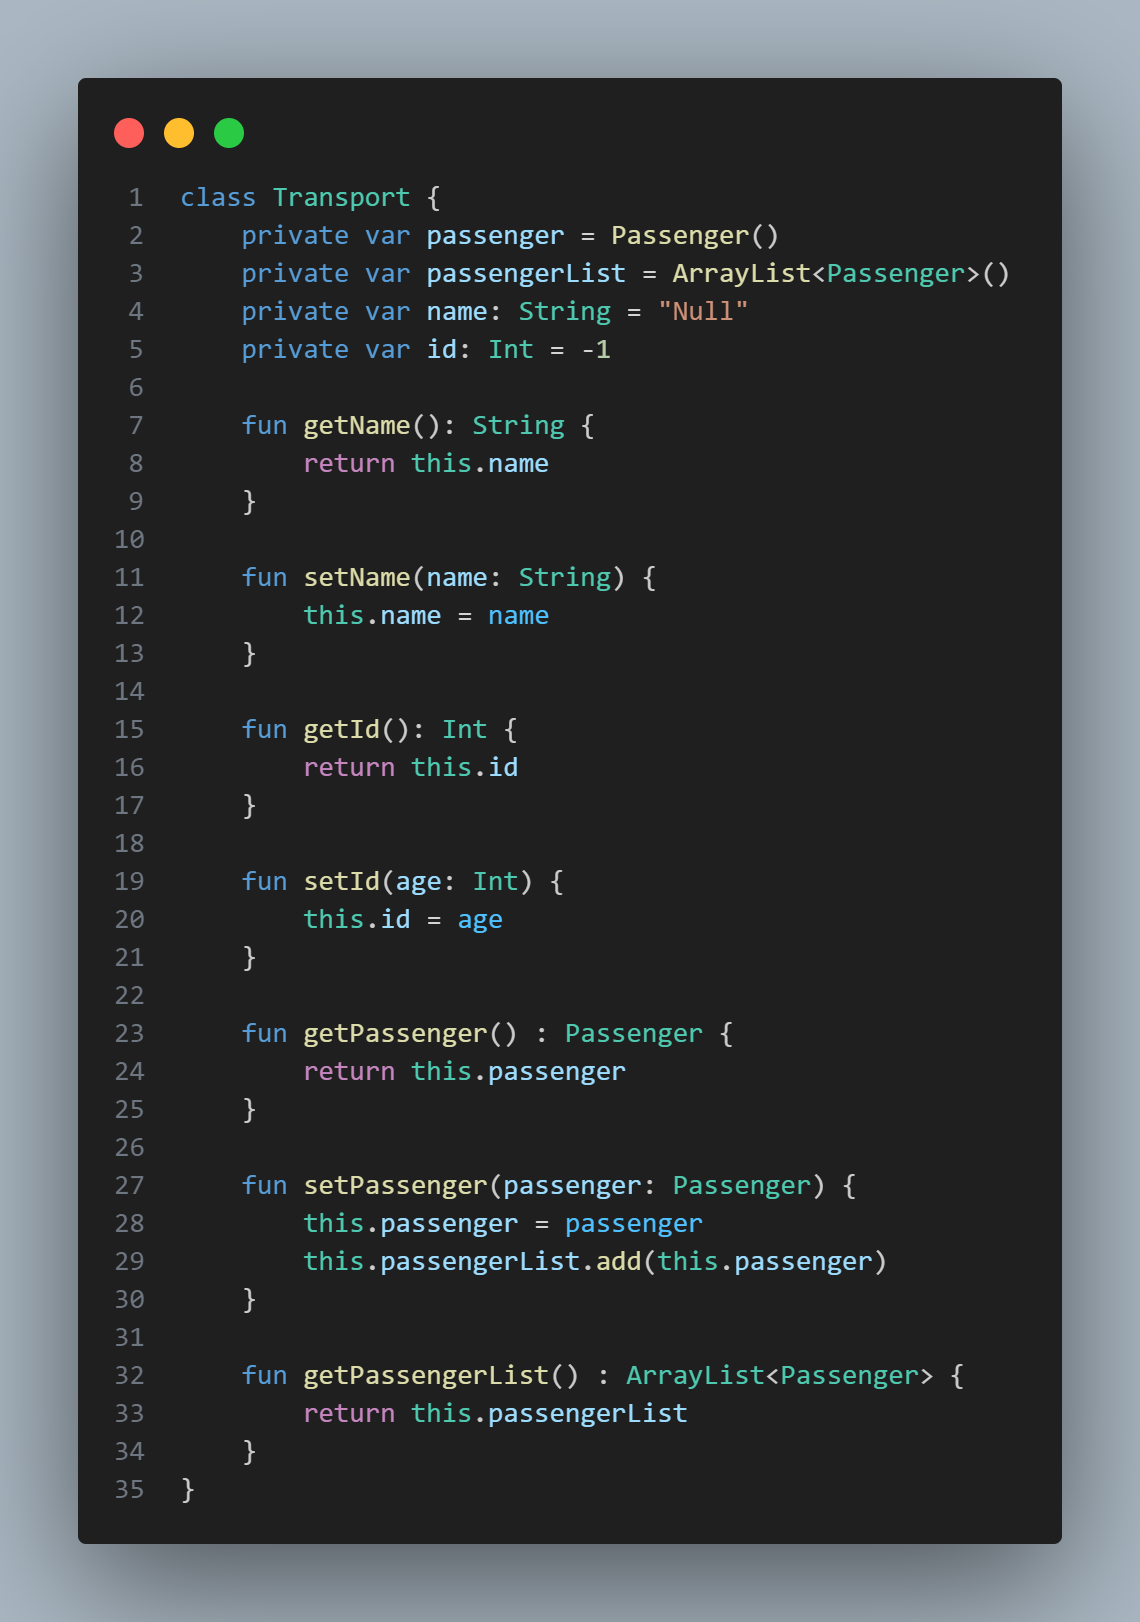 1 class Transport {
2     private var passenger = Passenger()
3     private var passengerList = ArrayList<Passenger>()
4     private var name: String = "Null"
5     private var id: Int = -1
6
7     fun getName(): String {
8         return this.name
9     }
10
11     fun setName(name: String) {
12         this.name = name
13     }
14
15     fun getId(): Int {
16         return this.id
17     }
18
19     fun setId(age: Int) {
20         this.id = age
21     }
22
23     fun getPassenger() : Passenger {
24         return this.passenger
25     }
26
27     fun setPassenger(passenger: Passenger) {
28         this.passenger = passenger
29         this.passengerList.add(this.passenger)
30     }
31
32     fun getPassengerList() : ArrayList<Passenger> {
33         return this.passengerList
34     }
35 }